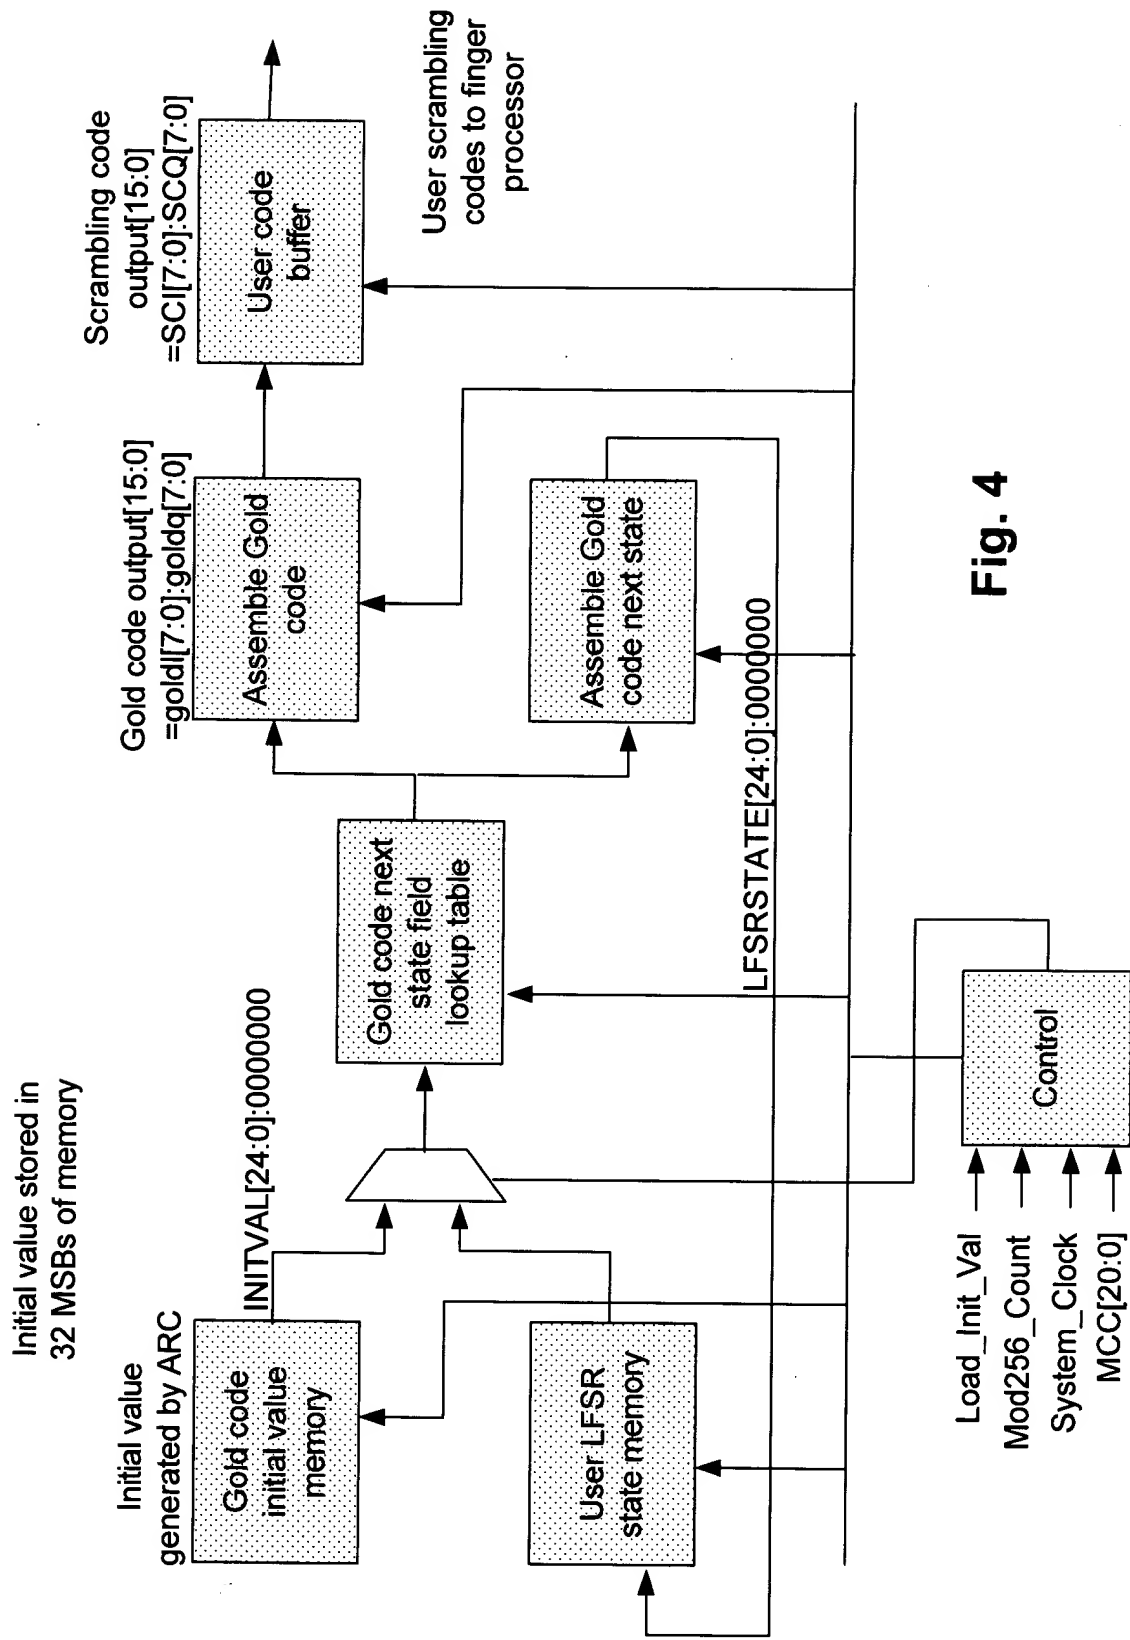 Initial value stored in
32 MSBs of memory
Initial value
generated by ARC
Gold code
initial value
memory
INITVAL[24:0]:0000000
User LFSR
state memory
Gold code next
state field
lookup table
Gold code output[15:0]
=goldI[7:0]:goldq[7:0]
Assemble Gold
code
Assemble Gold
code next state
LFSRSTATE[24:0]:0000000
Scrambling code
output[15:0]
=SCI[7:0]:SCQ[7:0]
User code
buffer
User scrambling
codes to finger
processor
Load_Init_Val
Mod256_Count
System_Clock
MCC[20:0]
Control
Fig. 4